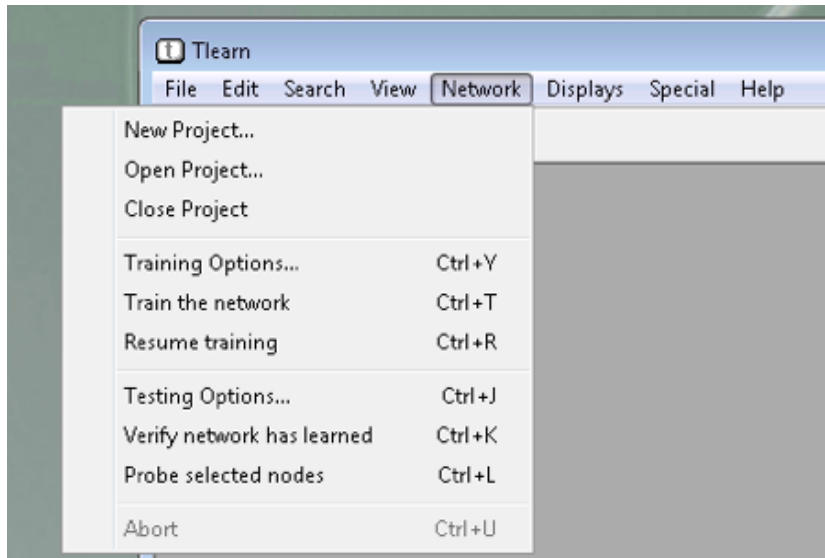 t Tlearn
File Edit Search View Network Displays Special Help
New Project...
Open Project...
Close Project
Training Options... Ctrl+Y
Train the network Ctrl+T
Resume training Ctrl+R
Testing Options... Ctrl+J
Verify network has learned Ctrl+K
Probe selected nodes Ctrl+L
Abort Ctrl+U